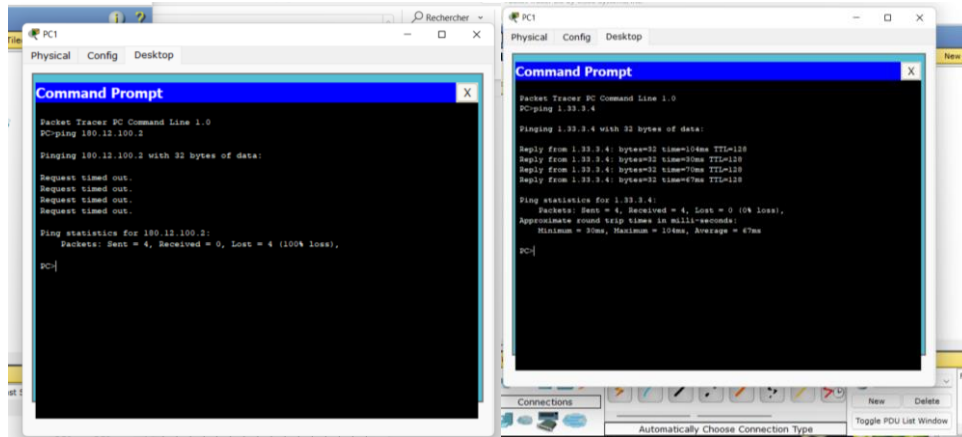 Rechercher
PC1
Physical Config Desktop
Command Prompt
X
Packet Tracer PC Command Line 1.0
PC>ping 180.12.100.2
Pinging 180.12.100.2 with 32 bytes of data:
Request timed out.
Request timed out.
Request timed out.
Request timed out.
Ping statistics for 180.12.100.2:
Packets: Sent = 4, Received = 0, Lost = 4 (100% loss),
PC>
PC1
Physical Config Desktop
New
Command Prompt
X
Packet Tracer PC Command Line 1.0
PC>ping 1.33.3.4
Pinging 1.33.3.4 with 32 bytes of data:
Reply from 1.33.3.4: bytes=32 time=104ms TTL=128
Reply from 1.33.3.4: bytes=32 time=30ms TTL=128
Reply from 1.33.3.4: bytes=32 time=70ms TTL=128
Reply from 1.33.3.4: bytes=32 time=67ms TTL=128
Ping statistics for 1.33.3.4:
Packets: Sent = 4, Received = 4, Lost = 0 (0% loss),
Approximate round trip times in milli-seconds:
Minimum = 30ms, Maximum = 104ms, Average = 67ms
PC>
Connections
New Delete
Toggle PDU List Window
Automatically Choose Connection Type